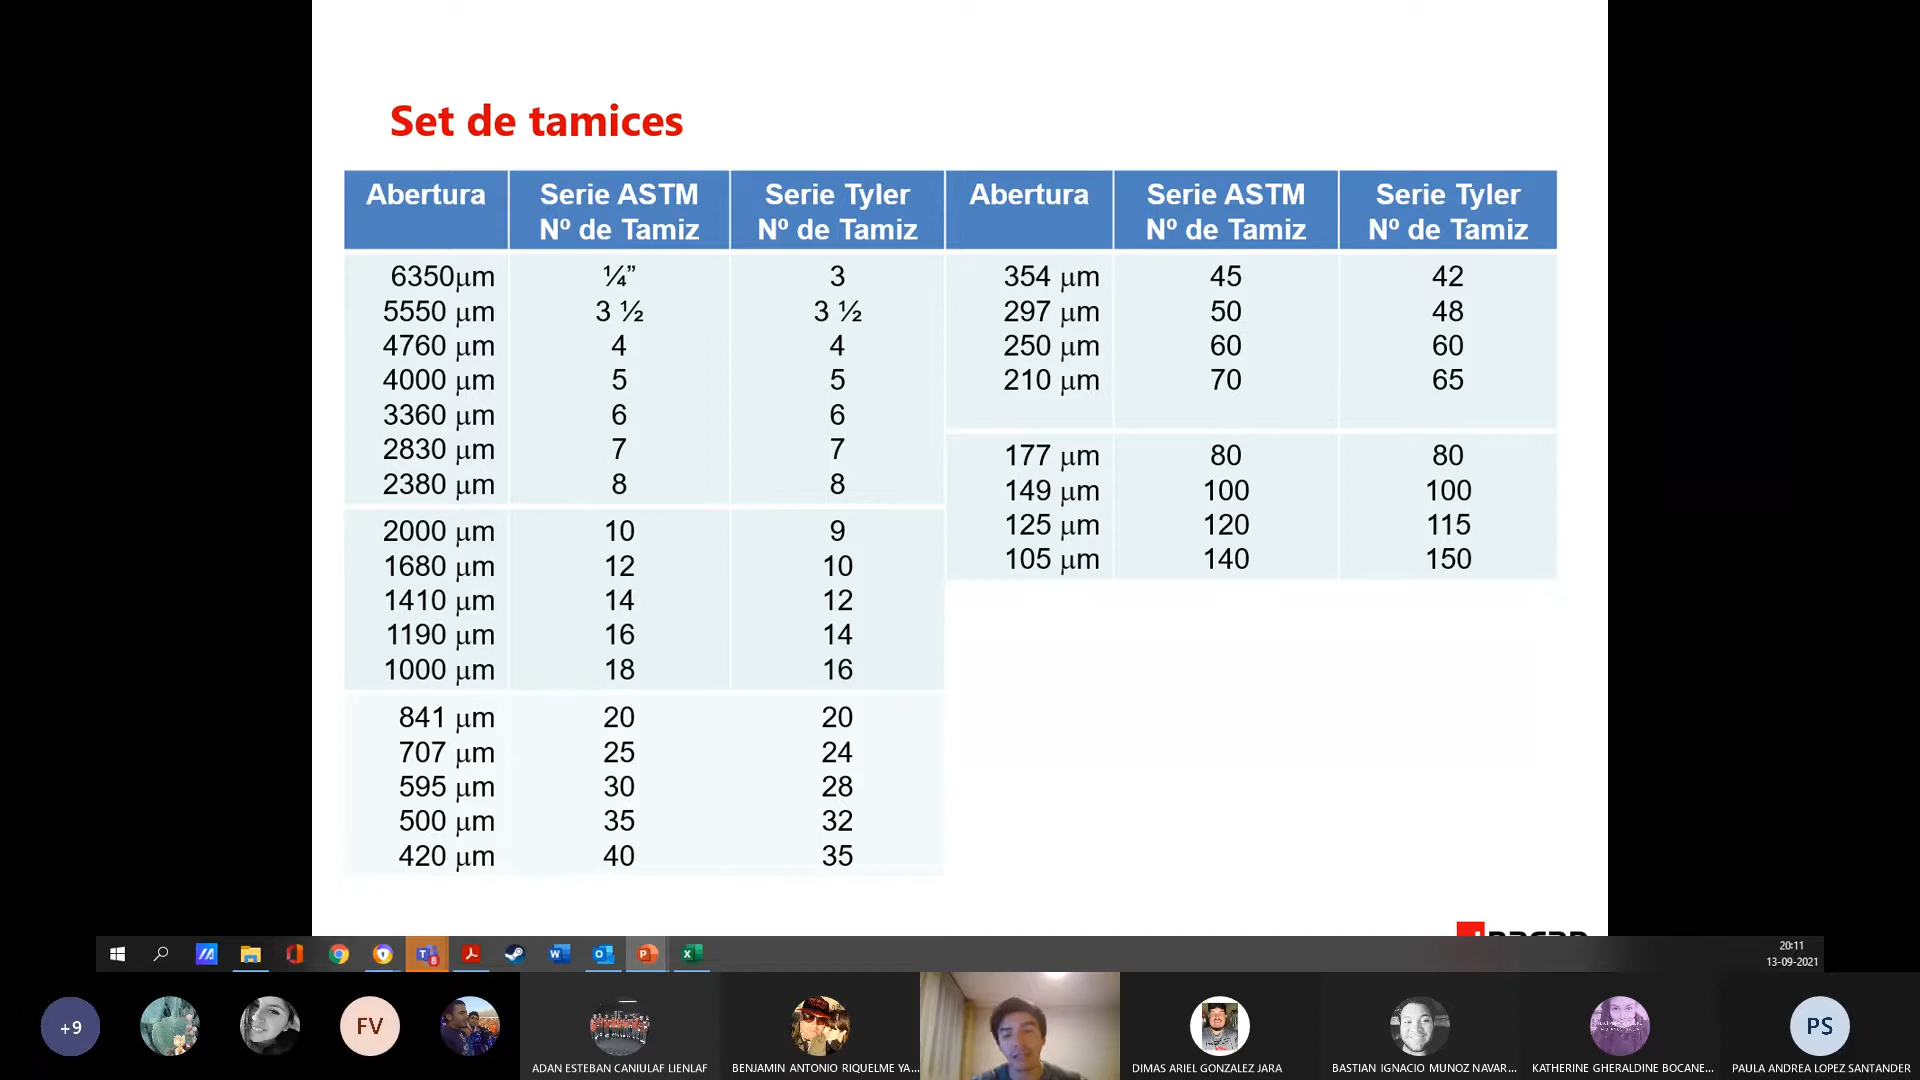 Set de tamices
Abertura Serie ASTM Nº de Tamiz Serie Tyler Nº de Tamiz Abertura Serie ASTM Nº de Tamiz Serie Tyler Nº de Tamiz
6350μm ¼” 3
5550 μm 3 ½ 3 ½
4760 μm 4 4
4000 μm 5 5
3360 μm 6 6
2830 μm 7 7
2380 μm 8 8
2000 μm 10 9
1680 μm 12 10
1410 μm 14 12
1190 μm 16 14
1000 μm 18 16
841 μm 20 20
707 μm 25 24
595 μm 30 28
500 μm 35 32
420 μm 40 35
354 μm 45 42
297 μm 50 48
250 μm 60 60
210 μm 70 65
177 μm 80 80
149 μm 100 100
125 μm 120 115
105 μm 140 150
20:11
13-09-2021
+9
FV
PS
ADAN ESTEBAN CANIULAF LIENLAF
BENJAMIN ANTONIO RIQUELME YA...
DIMAS ARIEL GONZALEZ JARA
BASTIAN IGNACIO MUNOZ NAVAR...
KATHERINE GHERALDINE BOCANE...
PAULA ANDREA LOPEZ SANTANDER